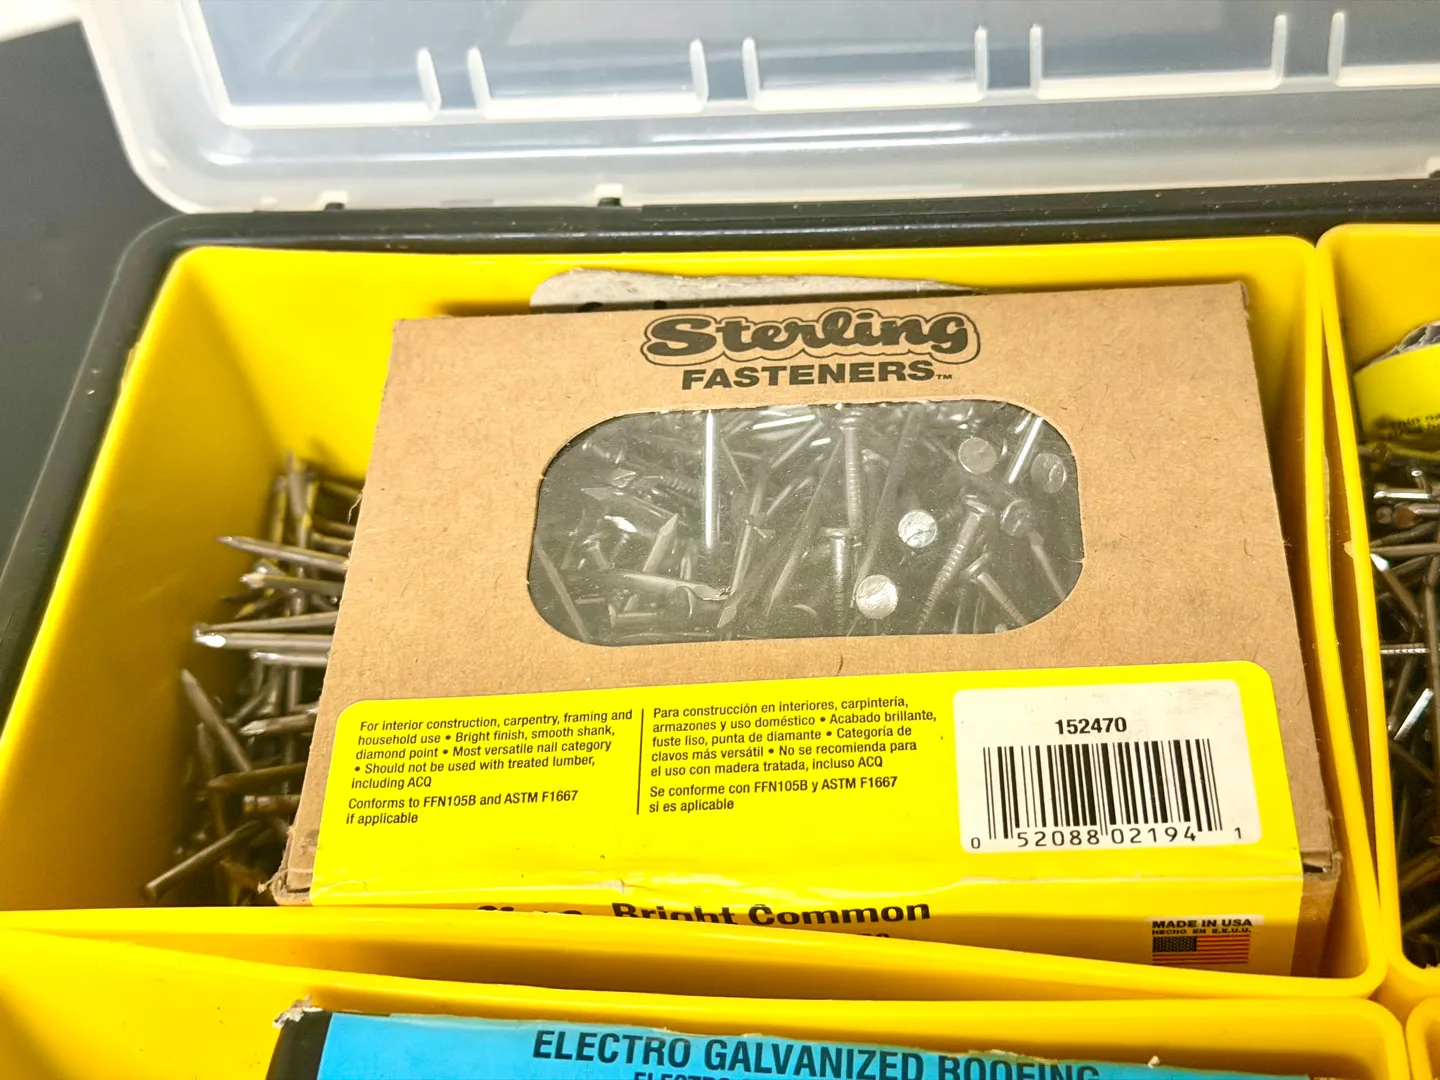 Sterling
FASTENERS™
For interior construction, carpentry, framing and
household use • Bright finish, smooth shank,
diamond point • Most versatile nail category
• Should not be used with treated lumber,
including ACQ
Conforms to FFN105B and ASTM F1667
if applicable
Para construcción en interiores, carpintería,
armazones y uso doméstico • Acabado brillante,
fuste liso, punta de diamante • Categoría de
clavos más versátil • No se recomienda para
el uso con madera tratada, incluso ACQ
Se conforme con FFN105B y ASTM F1667
si es aplicable
152470
0 52088 02194 1
Bright Common
MADE IN USA
HECHO EN E.E.U.U.
ELECTRO GALVANIZED ROOFING